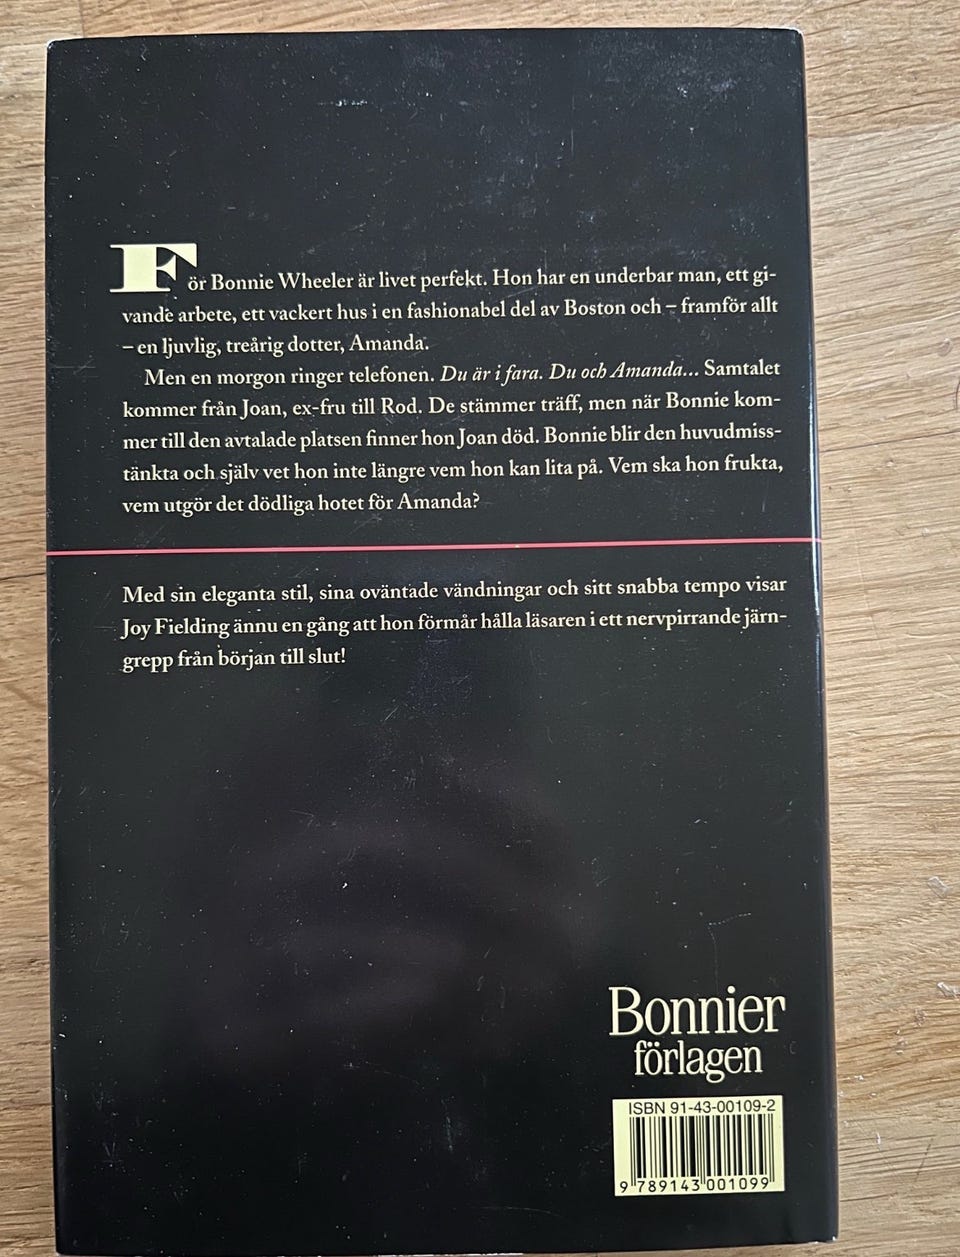 För Bonnie Wheeler är livet perfekt. Hon har en underbar man, ett gi-
vande arbete, ett vackert hus i en fashionabel del av Boston och – framför allt
– en ljuvlig, treårig dotter, Amanda.
Men en morgon ringer telefonen. Du är i fara. Du och Amanda... Samtalet
kommer från Joan, ex-fru till Rod. De stämmer träff, men när Bonnie kom-
mer till den avtalade platsen finner hon Joan död. Bonnie blir den huvudmiss-
tänkta och själv vet hon inte längre vem hon kan lita på. Vem ska hon frukta,
vem utgör det dödliga hotet för Amanda?
Med sin eleganta stil, sina oväntade vändningar och sitt snabba tempo visar
Joy Fielding ännu en gång att hon förmår hålla läsaren i ett nervpirrande järn-
grepp från början till slut!
Bonnier
förlagen
ISBN 91-43-00109-2
9 789143 001099